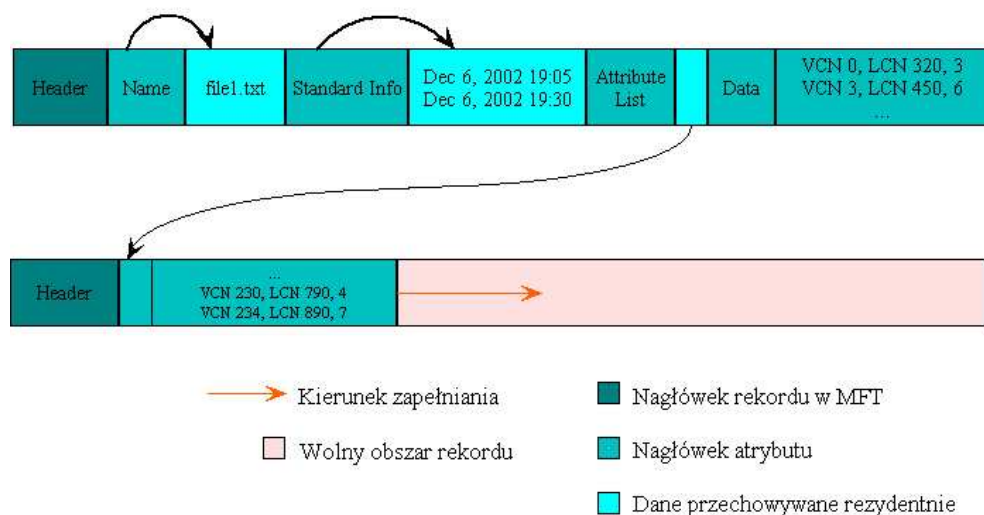 Header
Name
file1.txt
Standard Info
Dec 6, 2002 19:05
Dec 6, 2002 19:30
Attribute
List
Data
VCN 0, LCN 320, 3
VCN 3, LCN 450, 6
...
Header
...
VCN 230, LCN 790, 4
VCN 234, LCN 890, 7
Kierunek zapełniania
Wolny obszar rekordu
Nagłówek rekordu w MFT
Nagłówek atrybutu
Dane przechowywane rezydentnie